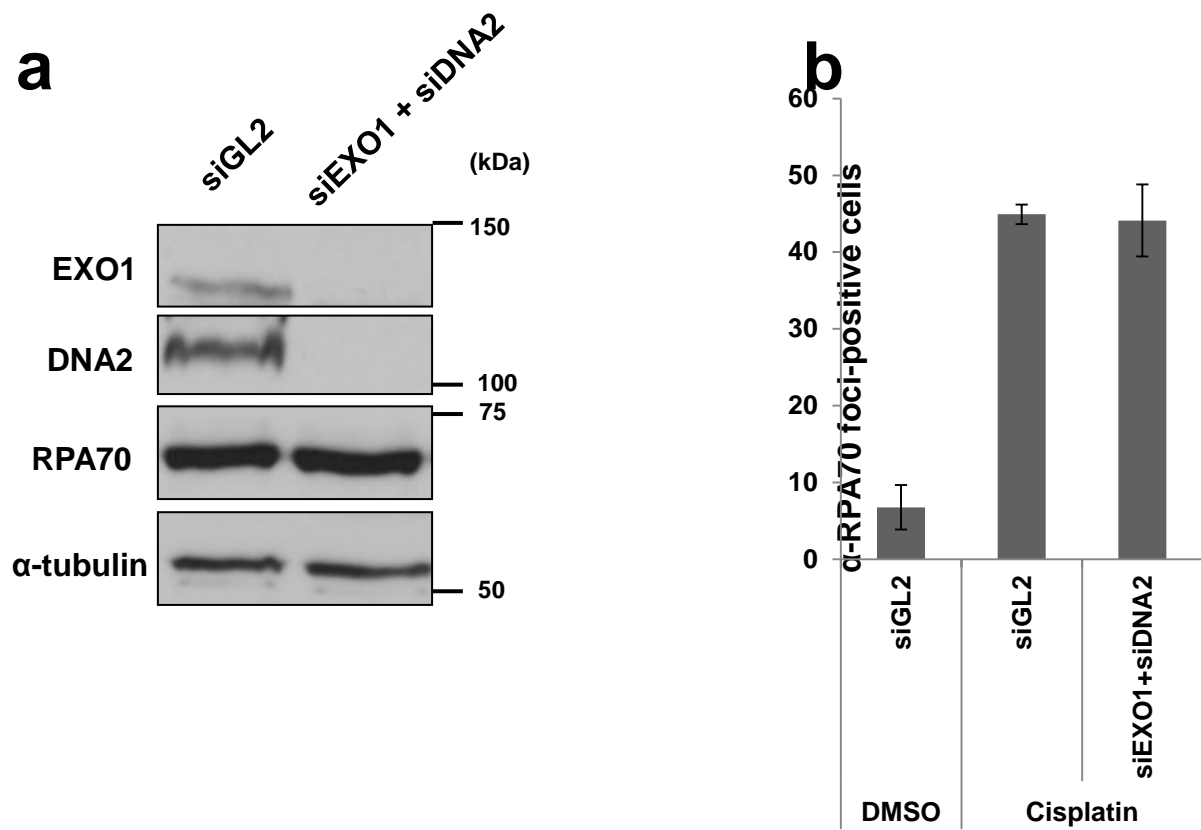 a
siGL2
siEXO1 + siDNA2
(kDa)
EXO1
150
DNA2
100
RPA70
75
α-tubulin
50
b
α-RPA70 foci-positive cells
60
50
40
30
20
10
0
siGL2
siGL2
siEXO1+siDNA2
DMSO
Cisplatin